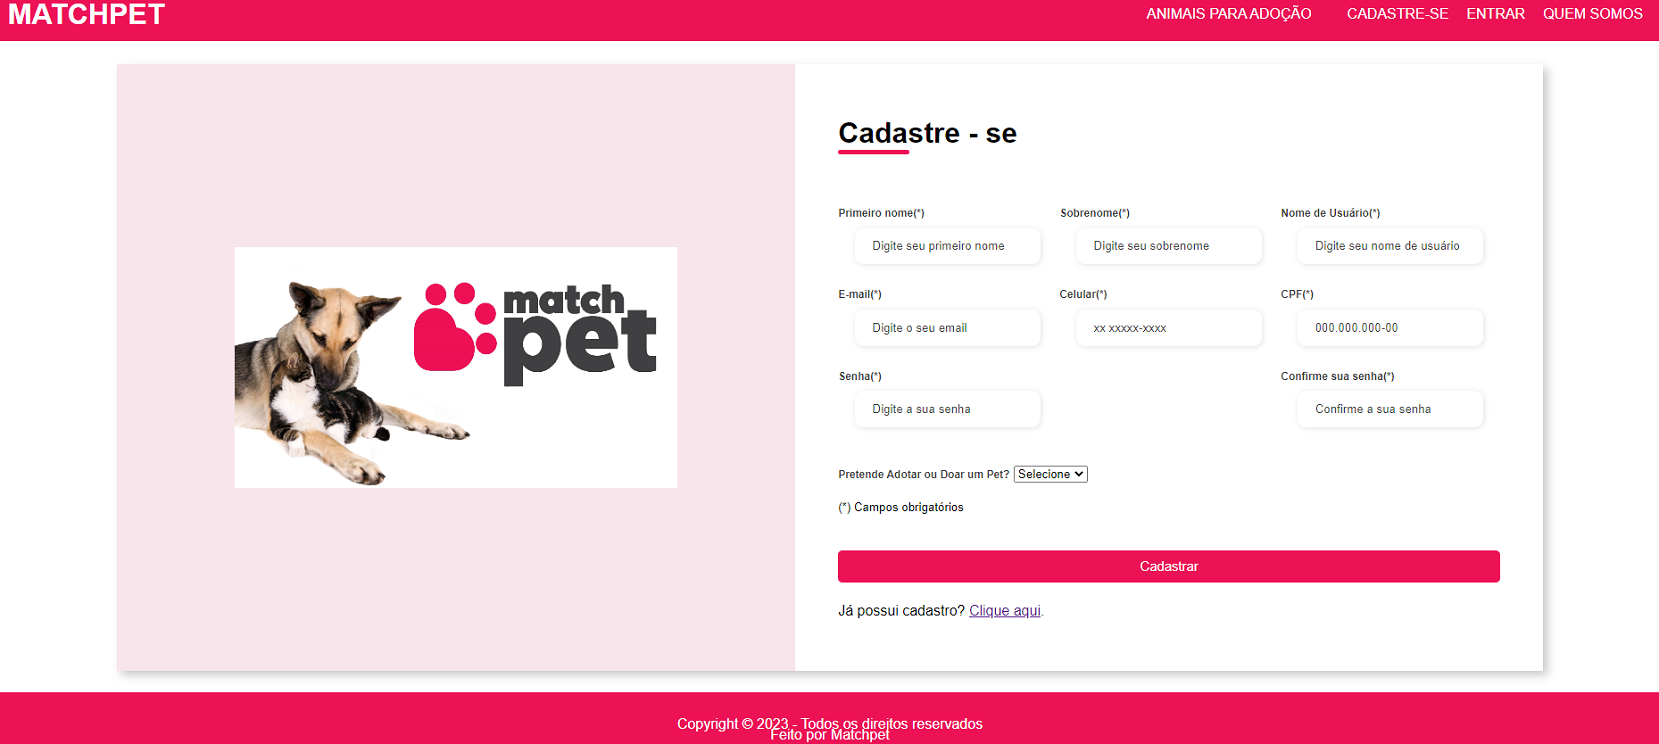 MATCHPET
ANIMAIS PARA ADOÇÃO CADASTRE-SE ENTRAR QUEM SOMOS
match
pet
Cadastre - se
Primeiro nome(*) Sobrenome(*) Nome de Usuário(*)
Digite seu primeiro nome Digite seu sobrenome Digite seu nome de usuário
E-mail(*) Celular(*) CPF(*)
Digite o seu email xx xxxxx-xxxx 000.000.000-00
Senha(*) Confirme sua senha(*)
Digite a sua senha Confirme a sua senha
Pretende Adotar ou Doar um Pet? Selecione
(*) Campos obrigatórios
Cadastrar
Já possui cadastro? Clique aqui.
Copyright © 2023 - Todos os direitos reservados
Feito por Matchpet